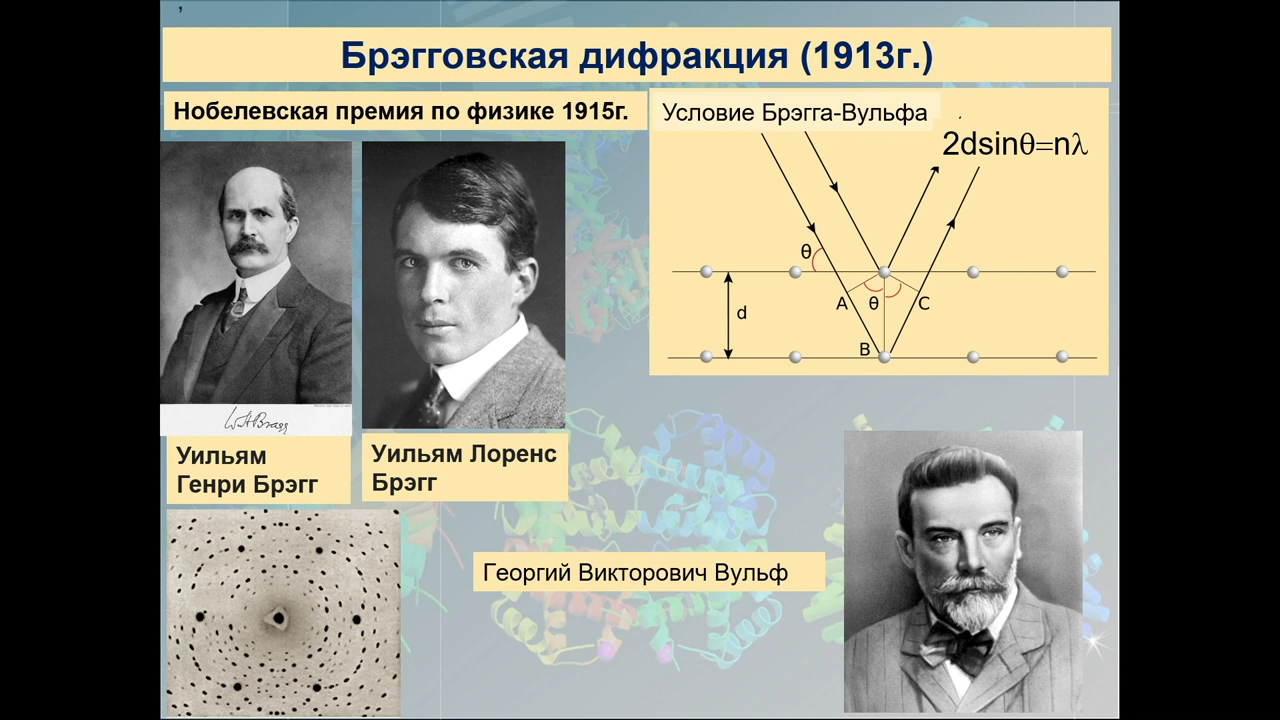 Брэгговская дифракция (1913г.)
Нобелевская премия по физике 1915г.
Условие Брэгга-Вульфа
2dsinθ=nλ
θ
A
θ
C
d
B
W H Bragg
Уильям
Генри Брэгг
Уильям Лоренс
Брэгг
Георгий Викторович Вульф